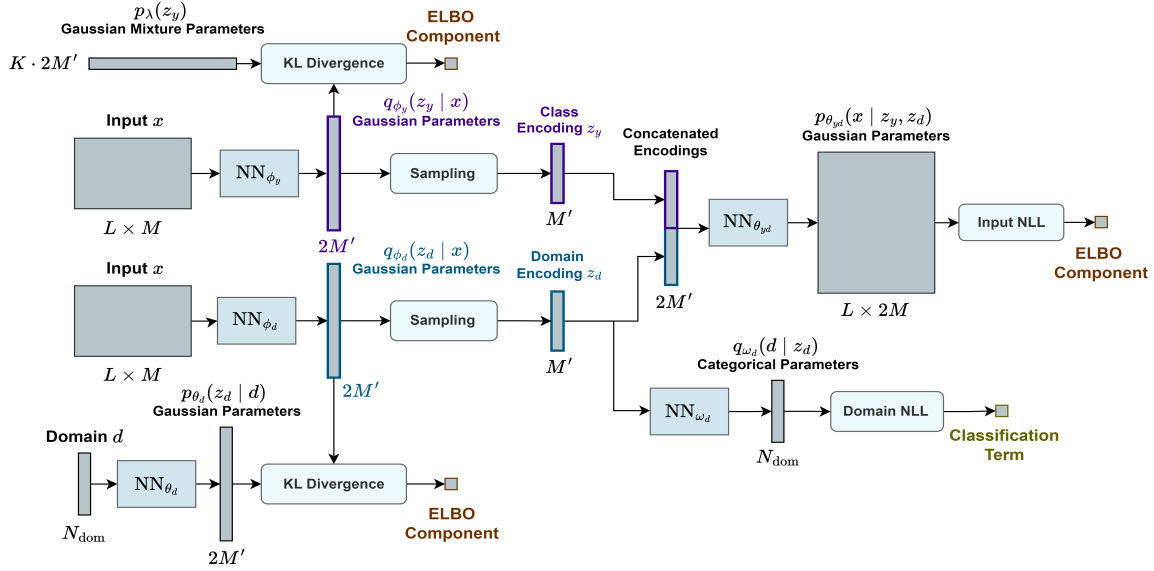 p_λ(z_y)
Gaussian Mixture Parameters
K · 2M′
KL Divergence
ELBO
Component
Input x
L × M
NN_{ϕ_y}
q_{ϕ_y}(z_y | x)
Gaussian Parameters
2M′
Sampling
Class
Encoding z_y
M′
Concatenated
Encodings
2M′
NN_{θ_{yd}}
p_{θ_{yd}}(x | z_y, z_d)
Gaussian Parameters
L × 2M
Input NLL
ELBO
Component
Input x
L × M
NN_{ϕ_d}
q_{ϕ_d}(z_d | x)
Gaussian Parameters
2M′
Sampling
Domain
Encoding z_d
M′
q_{ω_d}(d | z_d)
Categorical Parameters
NN_{ω_d}
N_dom
Domain NLL
Classification
Term
p_{θ_d}(z_d | d)
Gaussian Parameters
Domain d
N_dom
NN_{θ_d}
2M′
KL Divergence
ELBO
Component